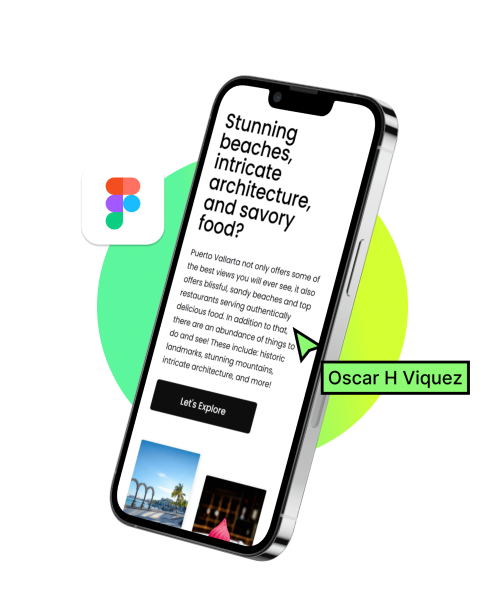 Stunning
beaches,
intricate
architecture,
and savory
food?
Puerto Vallarta not only offers some of
the best views you will ever see, it also
offers blissful, sandy beaches and top
restaurants serving authentically
delicious food. In addition to that,
there are an abundance of things to
do and see! These include: historic
landmarks, stunning mountains,
intricate architecture, and more!
Let's Explore
Oscar H Viquez